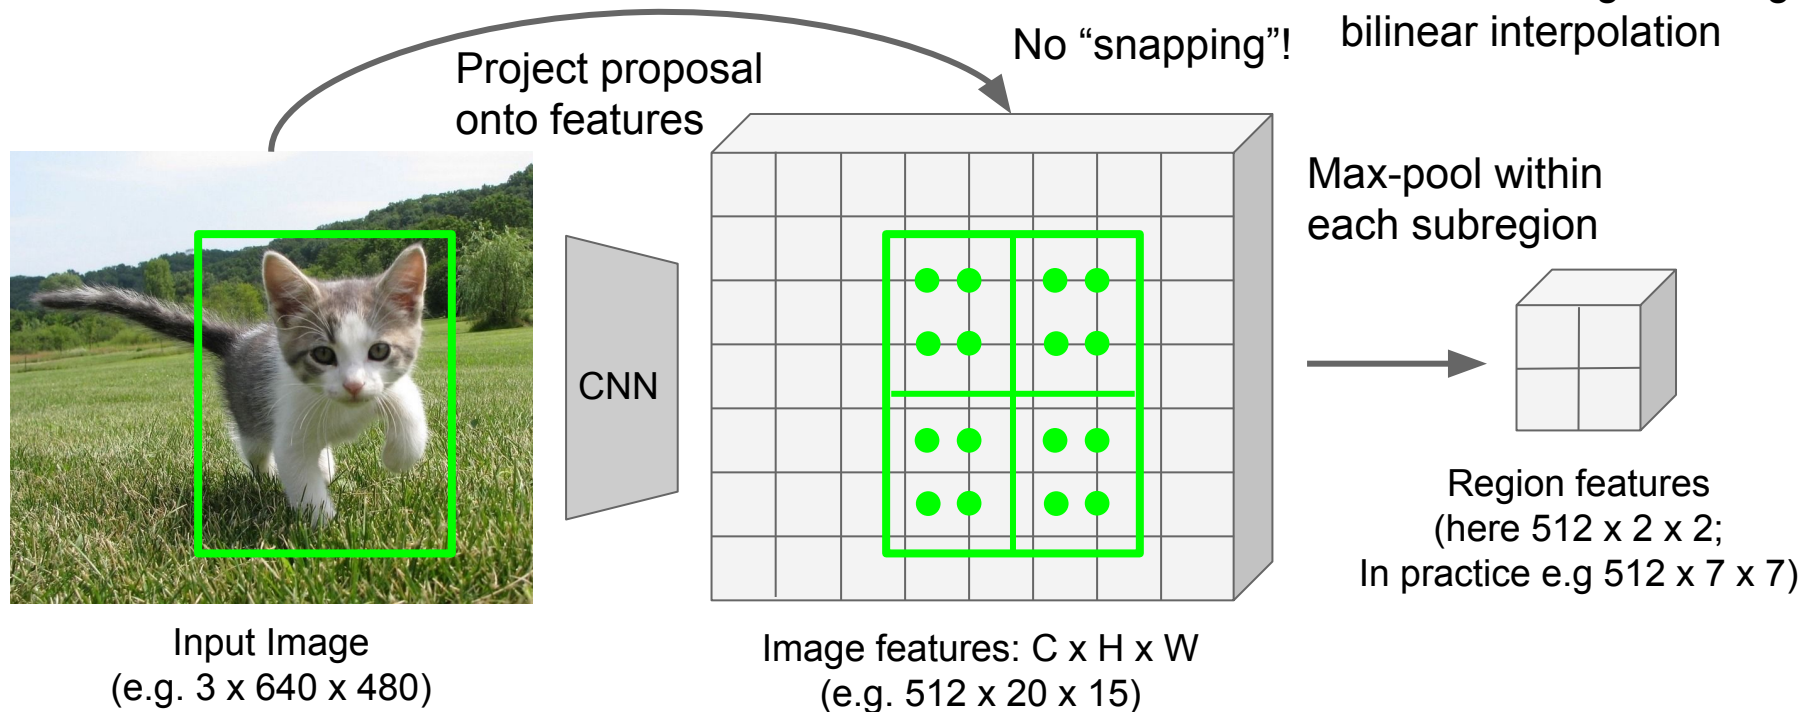 No “snapping”!
bilinear interpolation
Project proposal
onto features
Max-pool within
each subregion
CNN
Region features
(here 512 x 2 x 2;
In practice e.g 512 x 7 x 7)
Input Image
(e.g. 3 x 640 x 480)
Image features: C x H x W
(e.g. 512 x 20 x 15)